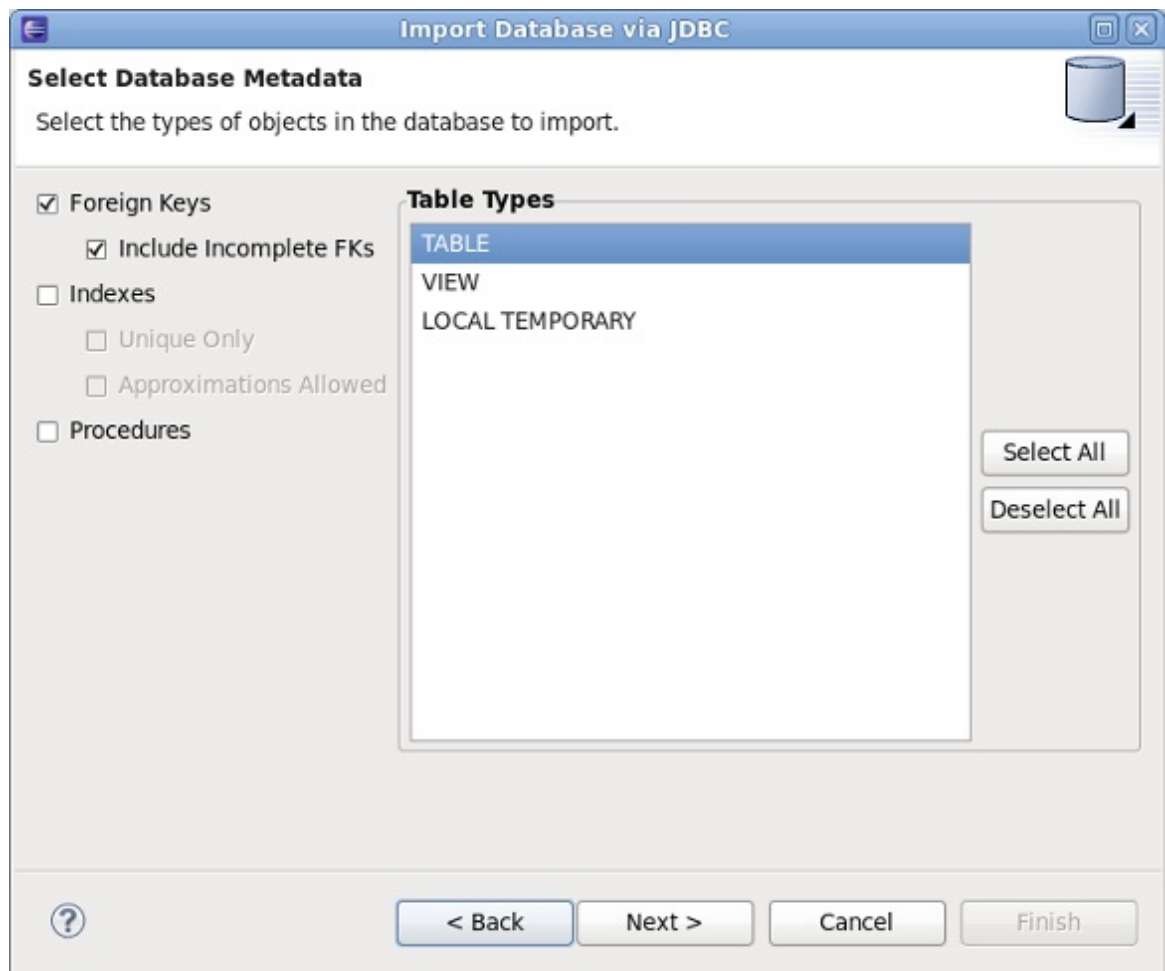 Import Database via JDBC
Select Database Metadata
Select the types of objects in the database to import.
Foreign Keys
Include Incomplete FKs
Indexes
Unique Only
Approximations Allowed
Procedures
Table Types
TABLE
VIEW
LOCAL TEMPORARY
Select All
Deselect All
?
< Back
Next >
Cancel
Finish